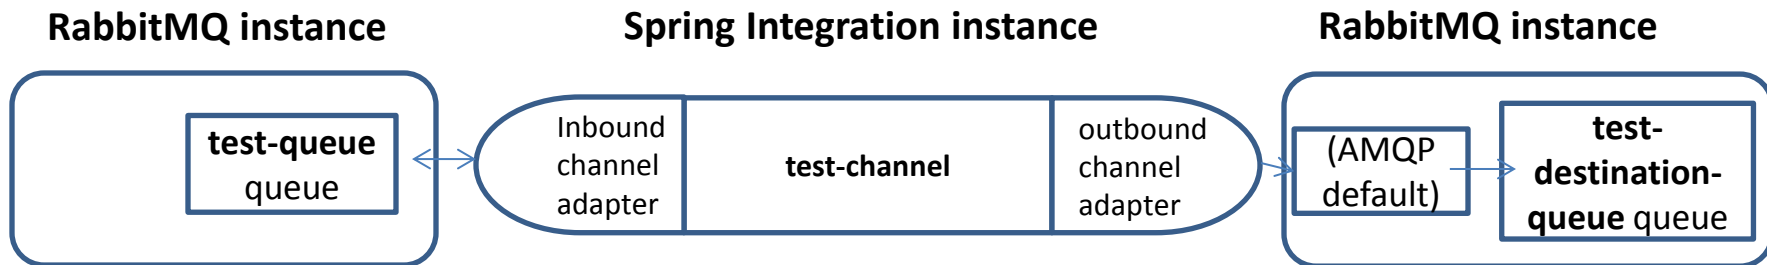 RabbitMQ instance
Spring Integration instance
RabbitMQ instance
test-queue
queue
Inbound
channel
adapter
test-channel
outbound
channel
adapter
(AMQP
default)
test-
destination-
queue queue